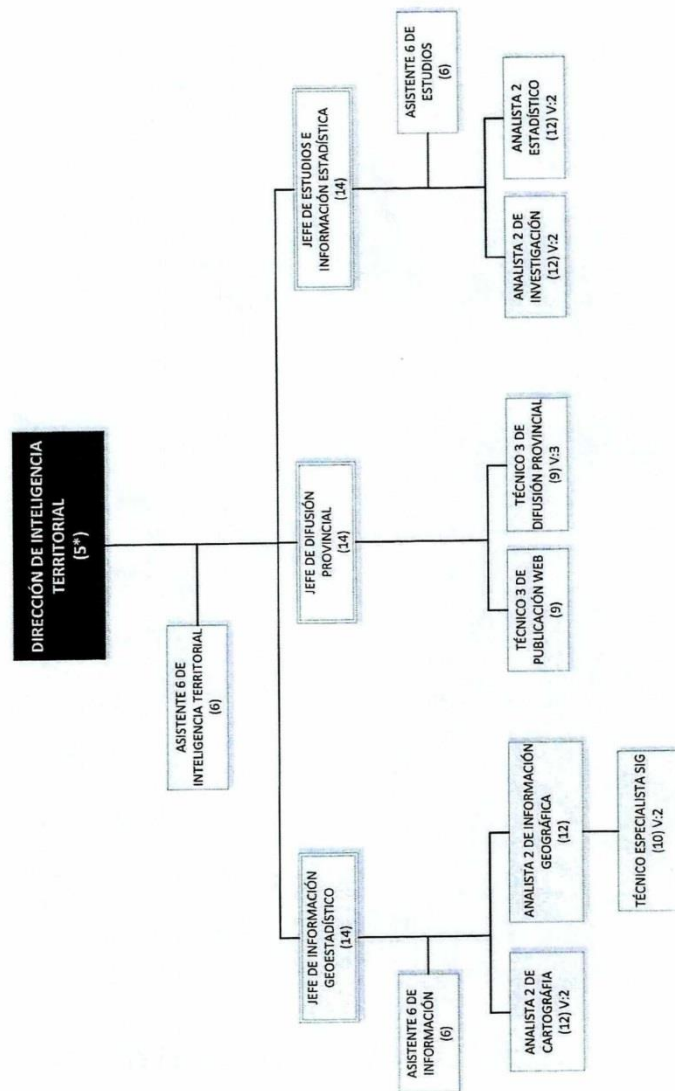 DIRECCIÓN DE INTELIGENCIA
TERRITORIAL
(5*)
ASISTENTE 6 DE
INTELIGENCIA TERRITORIAL
(6)
JEFE DE INFORMACIÓN
GEOESTADÍSTICO
(14)
JEFE DE DIFUSIÓN
PROVINCIAL
(14)
JEFE DE ESTUDIOS E
INFORMACIÓN ESTADÍSTICA
(14)
ASISTENTE 6 DE
INFORMACIÓN
(6)
ASISTENTE 6 DE
ESTUDIOS
(6)
ANALISTA 2 DE
CARTOGRÁFIA
(12) V:2
ANALISTA 2 DE INFORMACIÓN
GEOGRÁFICA
(12)
TÉCNICO 3 DE
PUBLICACIÓN WEB
(9)
TÉCNICO 3 DE
DIFUSIÓN PROVINCIAL
(9) V:3
ANALISTA 2 DE
INVESTIGACIÓN
(12) V:2
ANALISTA 2
ESTADÍSTICO
(12) V:2
TÉCNICO ESPECIALISTA SIG
(10) V:2